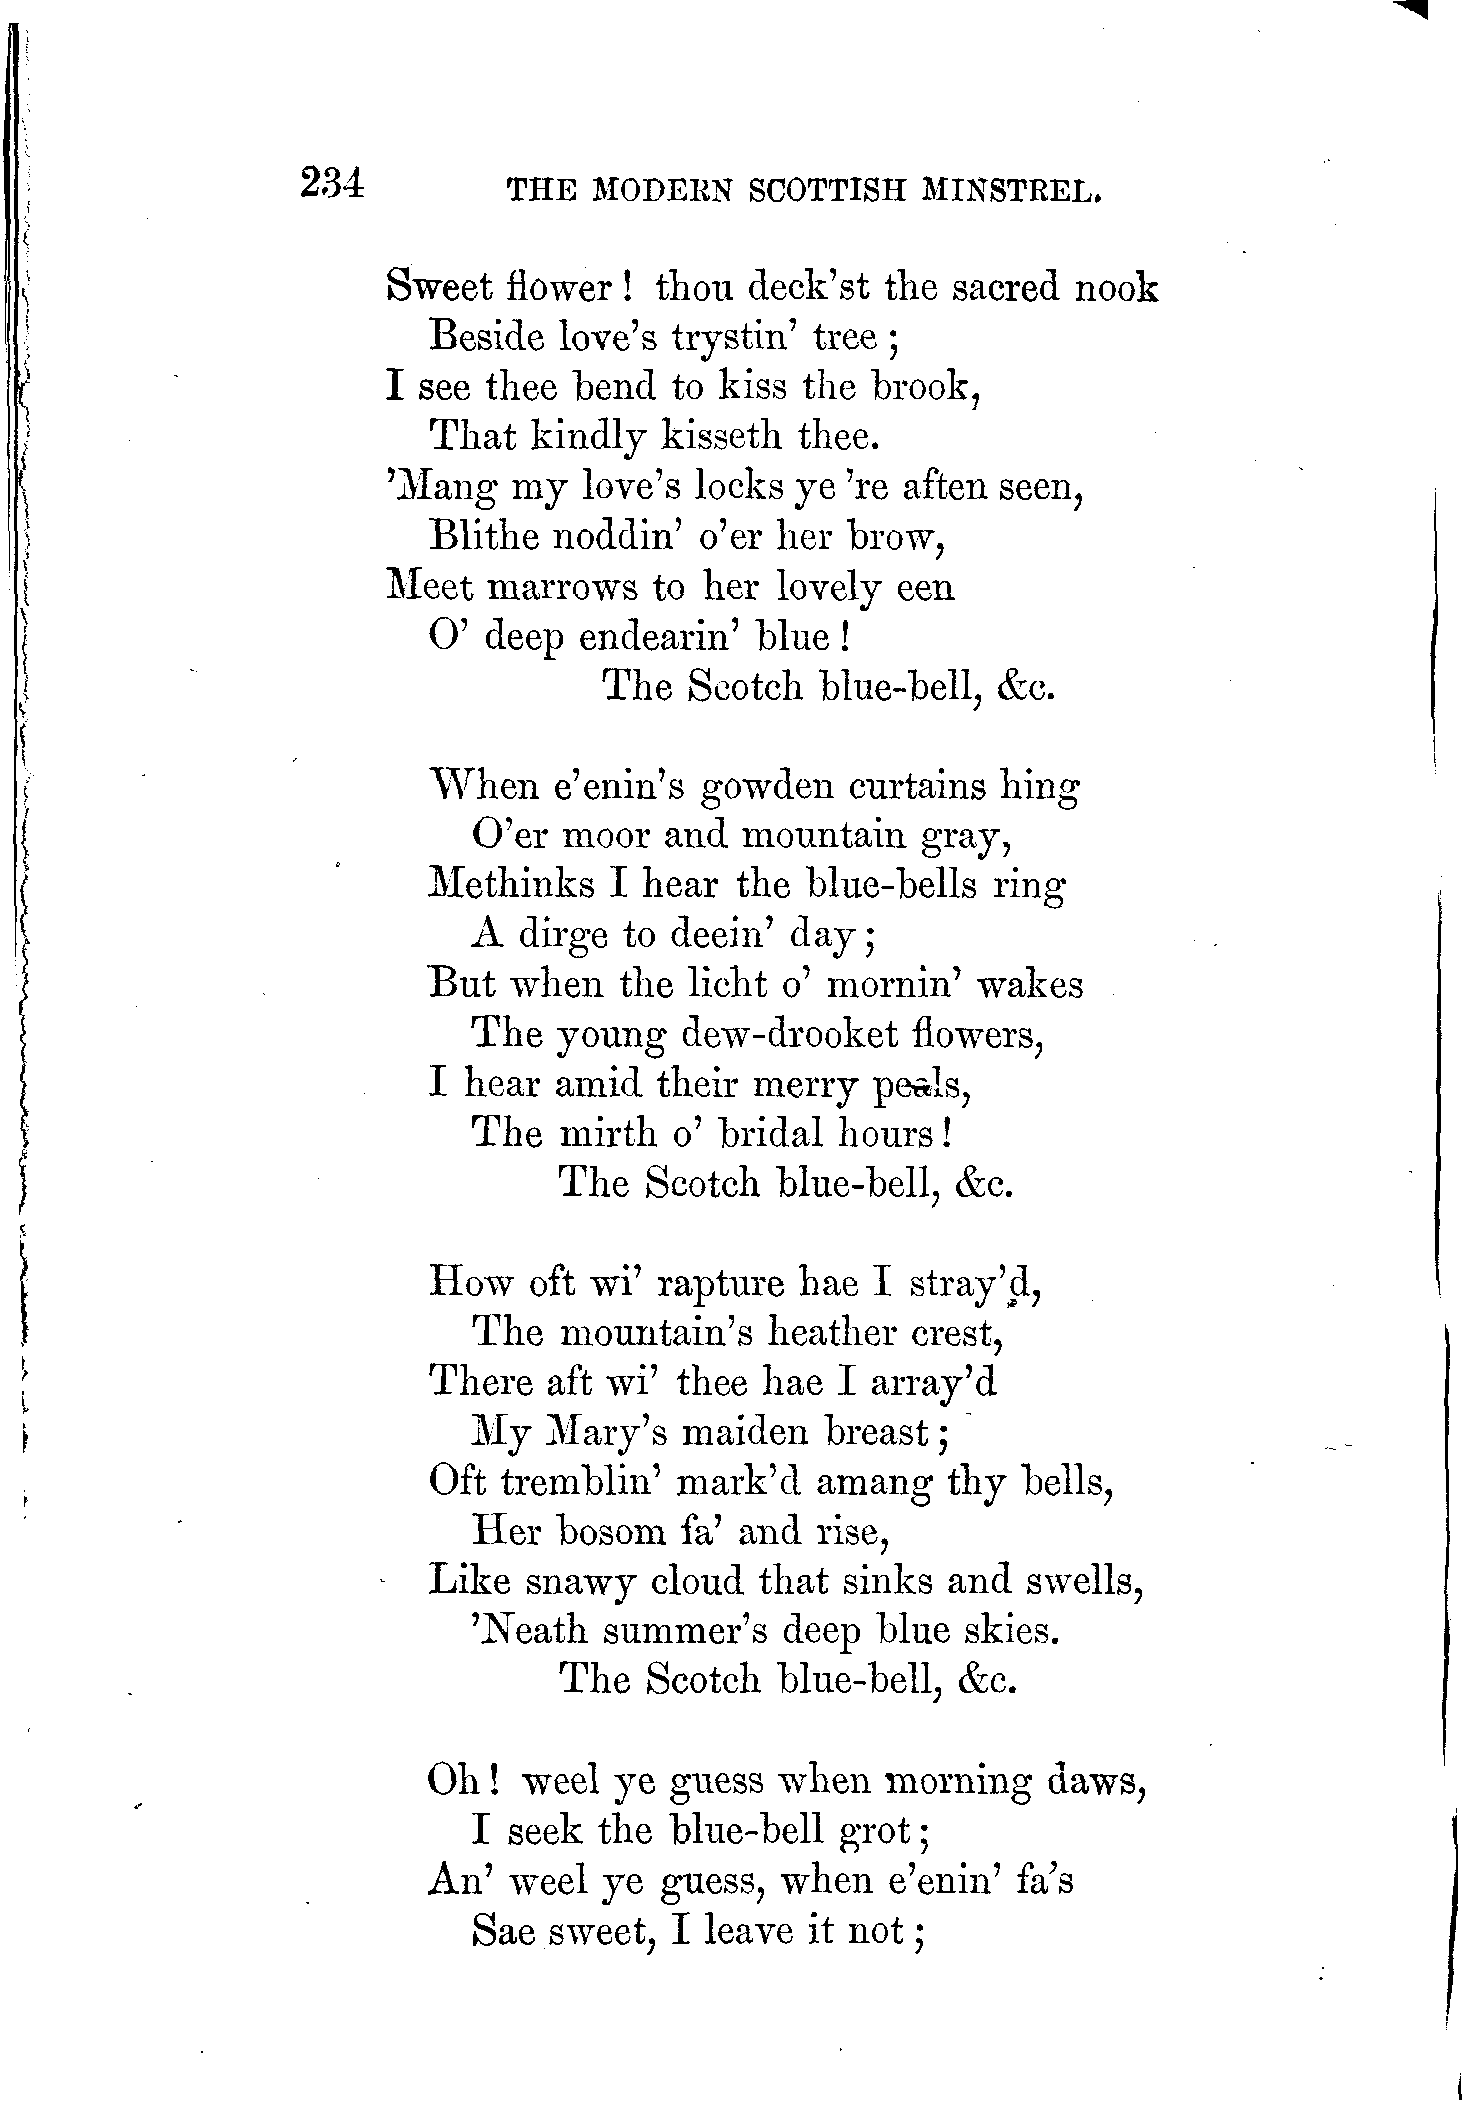 234 THE MODERN SCOTTISH MINSTREL.
Sweet flower! thou deck'st the sacred nook
Beside love's trystin' tree;
I see thee bend to kiss the brook,
That kindly kisseth thee.
'Mang my love's locks ye 're aften seen,
Blithe noddin' o'er her brow,
Meet marrows to her lovely een
O' deep endearin' blue!
The Scotch blue-bell, &c.
When e'enin's gowden curtains hing
O'er moor and mountain gray,
Methinks I hear the blue-bells ring
A dirge to deein' day;
But when the licht o' mornin' wakes
The young dew-drooket flowers,
I hear amid their merry peals,
The mirth o' bridal hours!
The Scotch blue-bell, &c.
How oft wi' rapture hae I stray'd,
The mountain's heather crest,
There aft wi' thee hae I array'd
My Mary's maiden breast;
Oft tremblin' mark'd amang thy bells,
Her bosom fa' and rise,
Like snawy cloud that sinks and swells,
'Neath summer's deep blue skies.
The Scotch blue-bell, &c.
Oh! weel ye guess when morning daws,
I seek the blue-bell grot;
An' weel ye guess, when e'enin' fa's
Sae sweet, I leave it not;